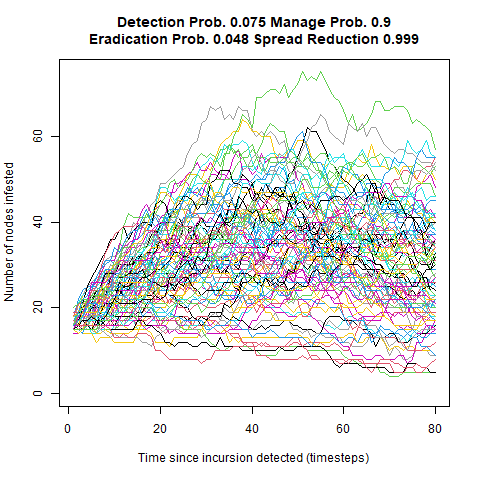 Detection Prob. 0.075 Manage Prob. 0.9
Eradication Prob. 0.048 Spread Reduction 0.999
Number of nodes infested
60
40
20
0
0 20 40 60 80
Time since incursion detected (timesteps)